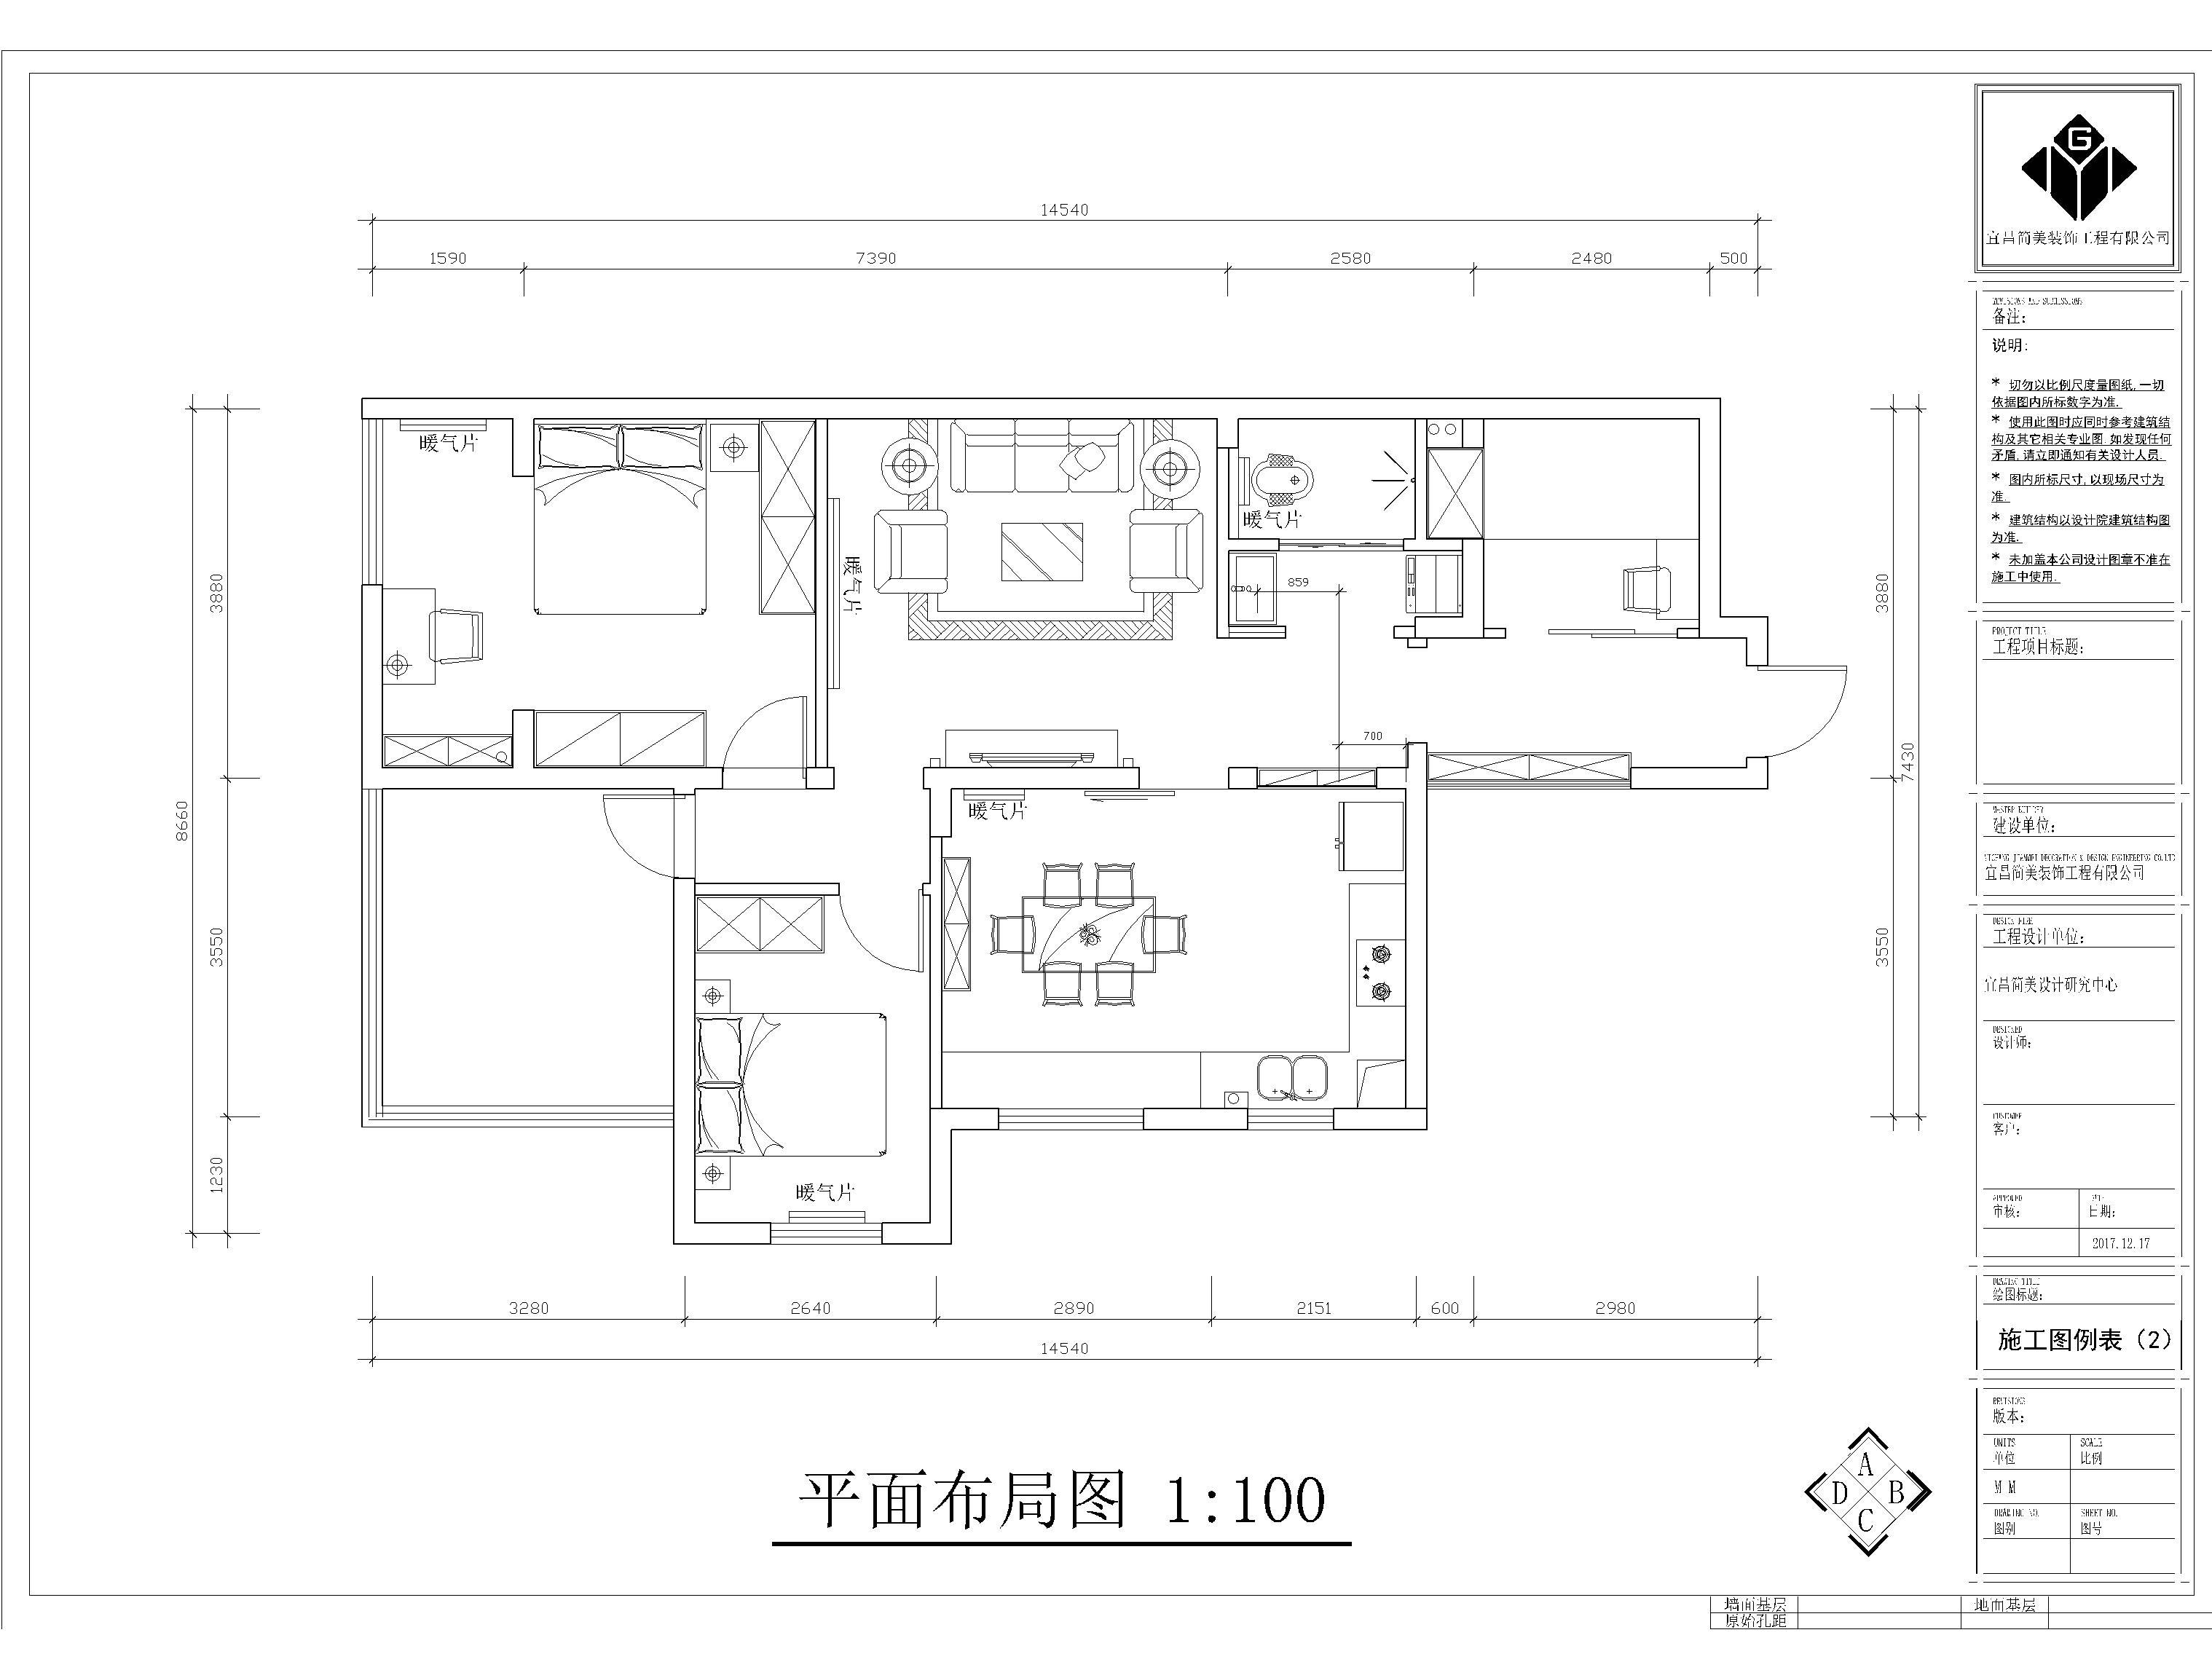 14540
1590
7390
2580
2480
500
暖气片
暖气片
暖气片
暖气片
暖气片
859
700
3880
8660
3550
1230
3880
7430
3550
3280
2640
2890
2151
600
2980
14540
平面布局图 1:100
A
D
B
C
G
宜昌简美装饰工程有限公司
备注:
说明:
* 切勿以比例尺度量图纸,一切
依据图内所标数字为准.
* 使用此图时应同时参考建筑结
构及其它相关专业图.如发现任何
矛盾,请立即通知有关设计人员.
* 图内所标尺寸,以现场尺寸为
准.
* 建筑结构以设计院建筑结构图
为准.
* 未加盖本公司设计图章不准在
施工中使用.
PROJECT TITLE
工程项目标题:
建设单位:
宜昌简美装饰工程有限公司
工程设计单位:
宜昌简美设计研究中心
DESIGNED
设计师:
客户:
APPROVED
审核:
日期:
2017.12.17
DRAWING TITLE
绘图标题:
施工图例表（2）
REVISIONS
版本:
UNITS
SCALE
单位
比例
M M
DRAWING NO.
SHEET NO.
图别
图号
墙面基层
地面基层
原始孔距